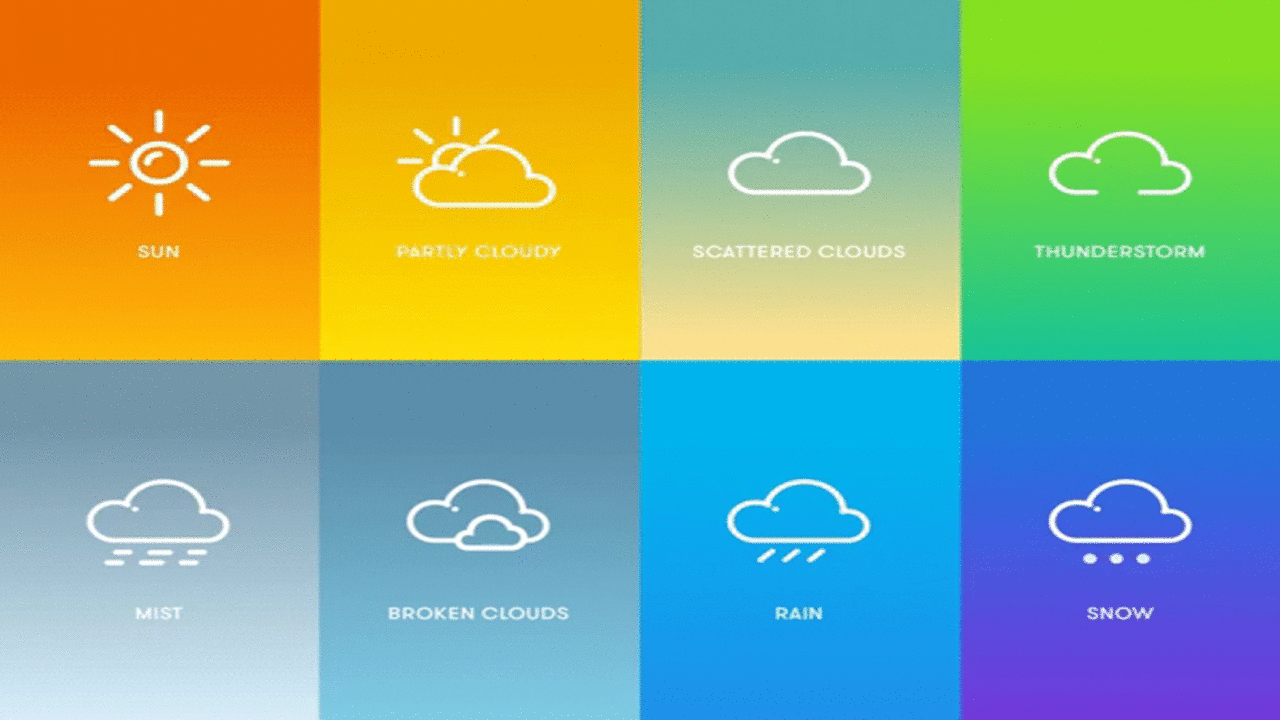 SUN
PARTLY CLOUDY
SCATTERED CLOUDS
THUNDERSTORM
MIST
BROKEN CLOUDS
RAIN
SNOW